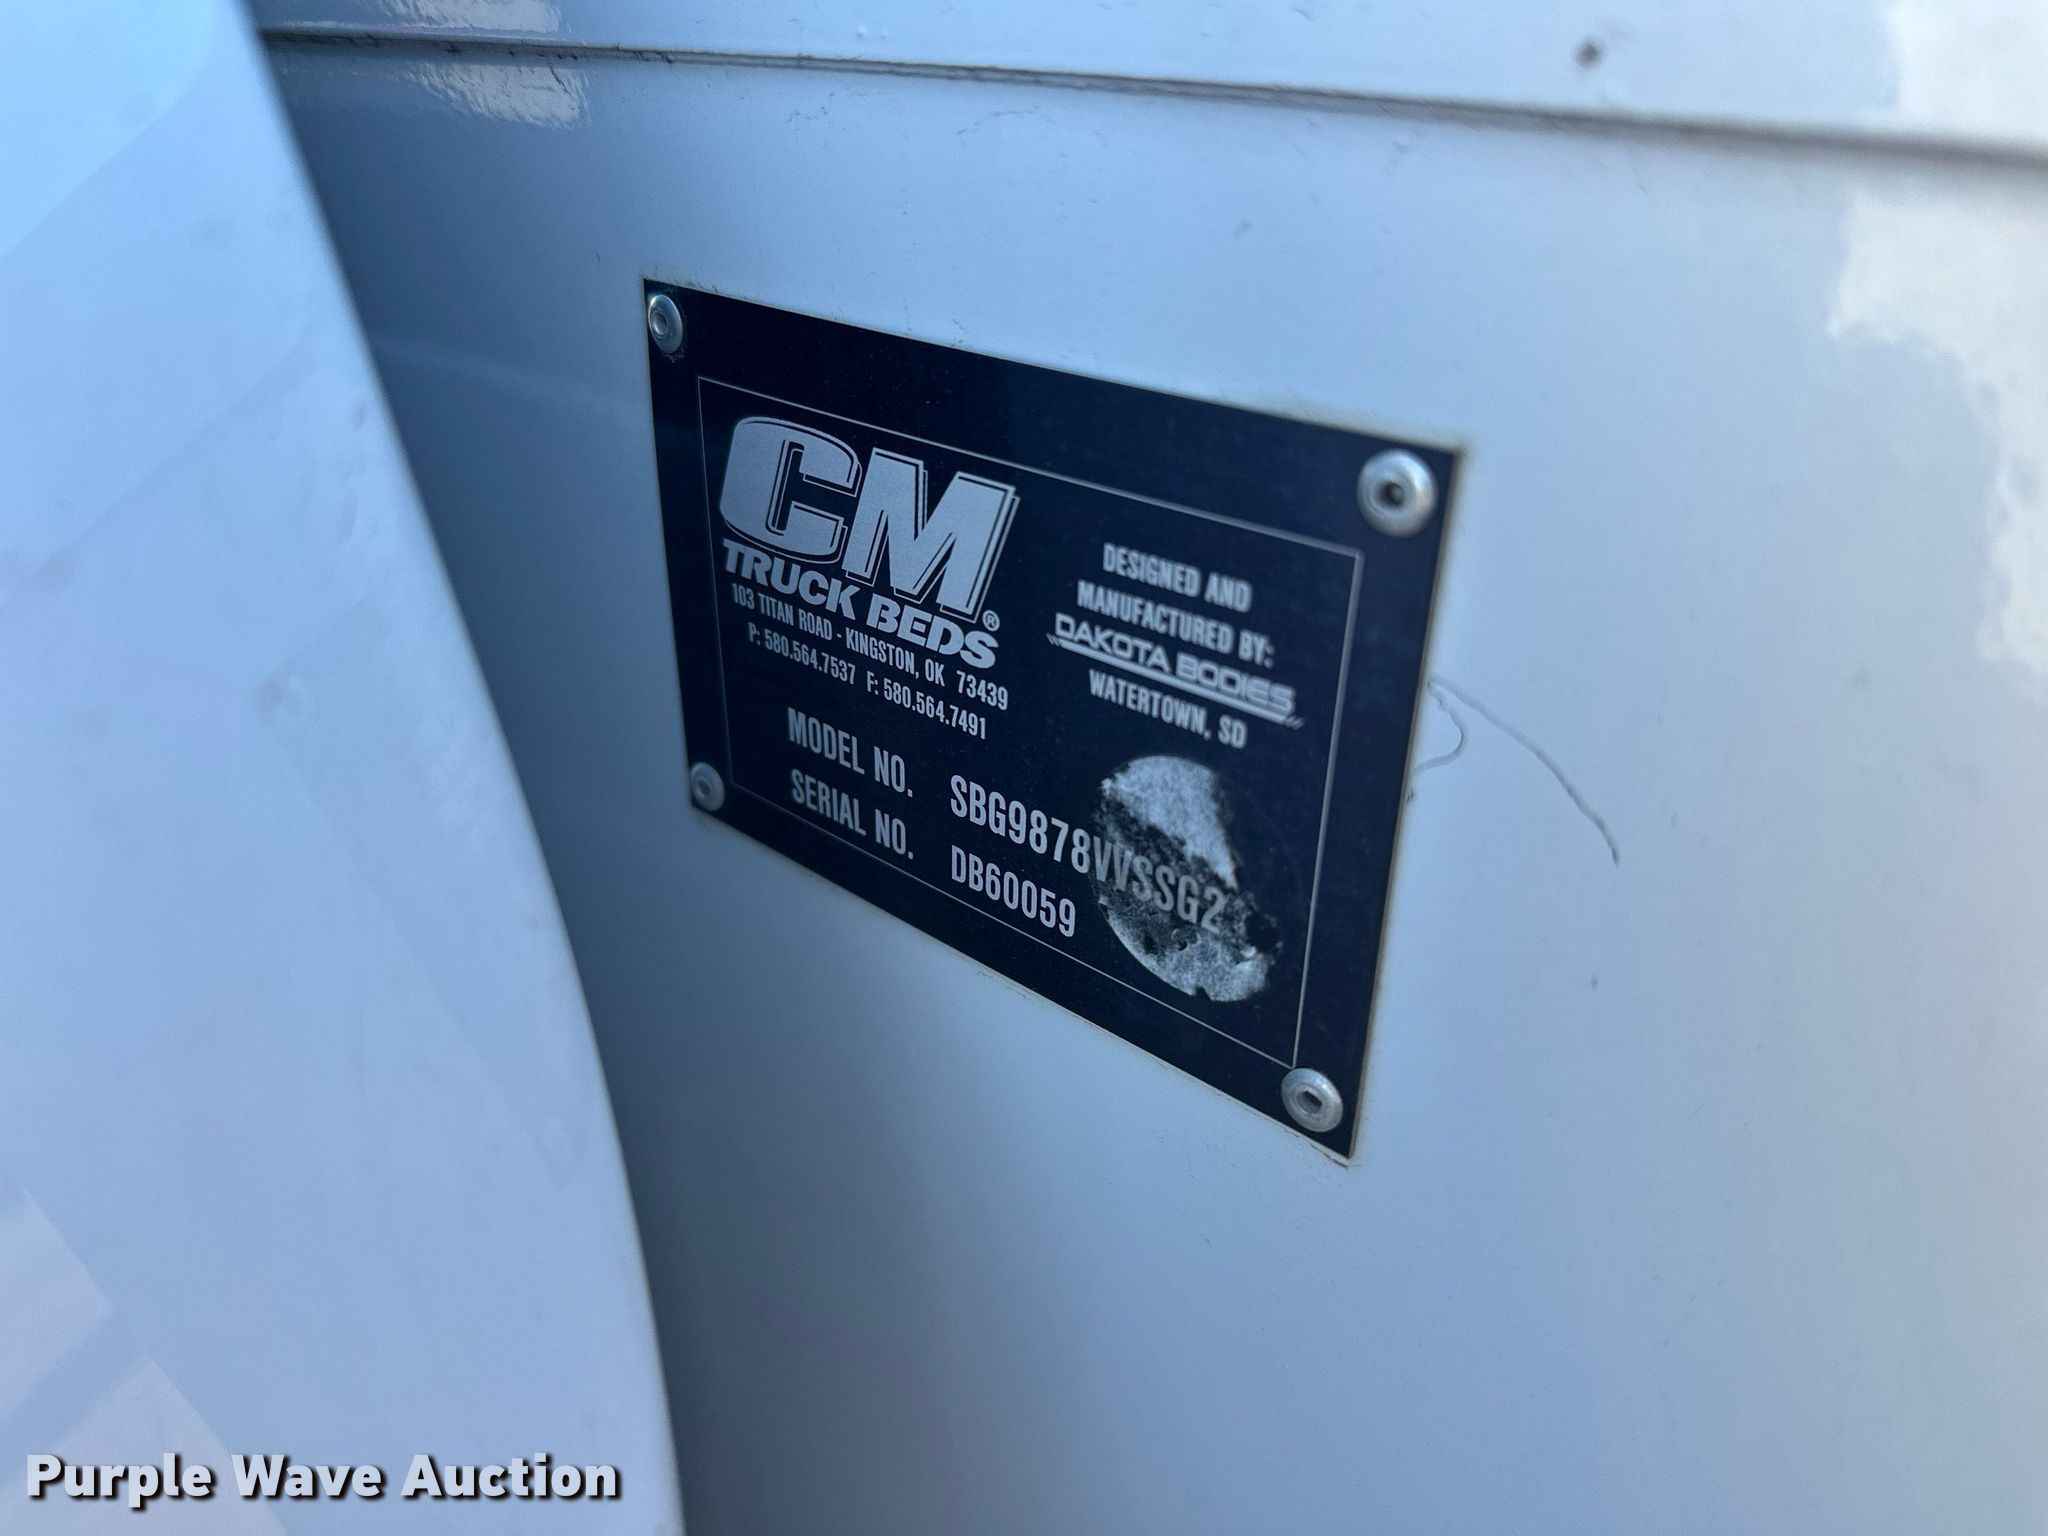 CM®
TRUCK BEDS
103 TITAN ROAD - KINGSTON, OK 73439
P: 580.564.7537 F: 580.564.7491
DESIGNED AND
MANUFACTURED BY:
DAKOTA BODIES
WATERTOWN, SD
MODEL NO. SBG9878VVSSG2
SERIAL NO. DB60059
Purple Wave Auction